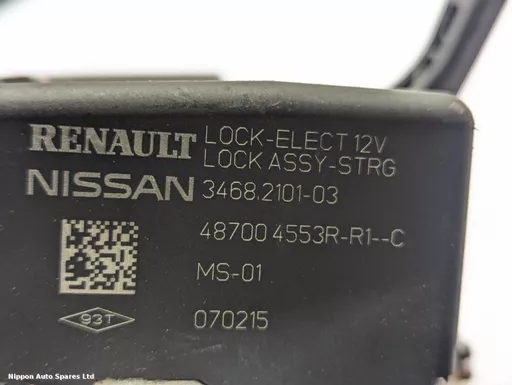 RENAULT LOCK-ELECT 12V
LOCK ASSY-STRG
NISSAN 3468.2101-03
48700 4553R-R1--C
MS-01
93T 070215
Nippon Auto Spares Ltd